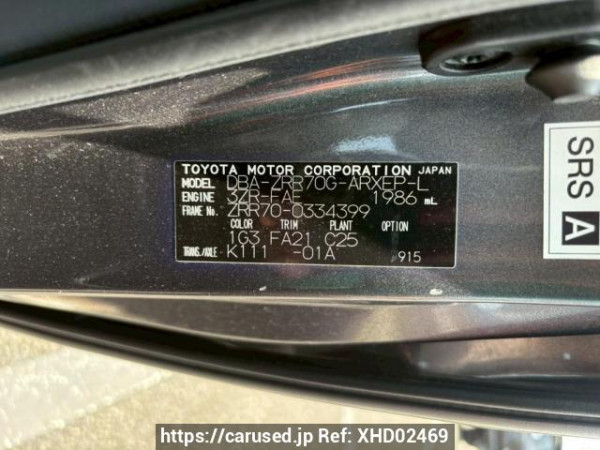 TOYOTA MOTOR CORPORATION JAPAN
MODEL DBA-ZRR70G-ARXEP-L
ENGINE 3ZR-FAE 1986 mL
FRAME No. ZRR70-0334399
COLOR TRIM PLANT OPTION
1G3 FA21 C25
TRANS./AXLE K111 -01A 915
SRS A
https://carused.jp Ref: XHD02469